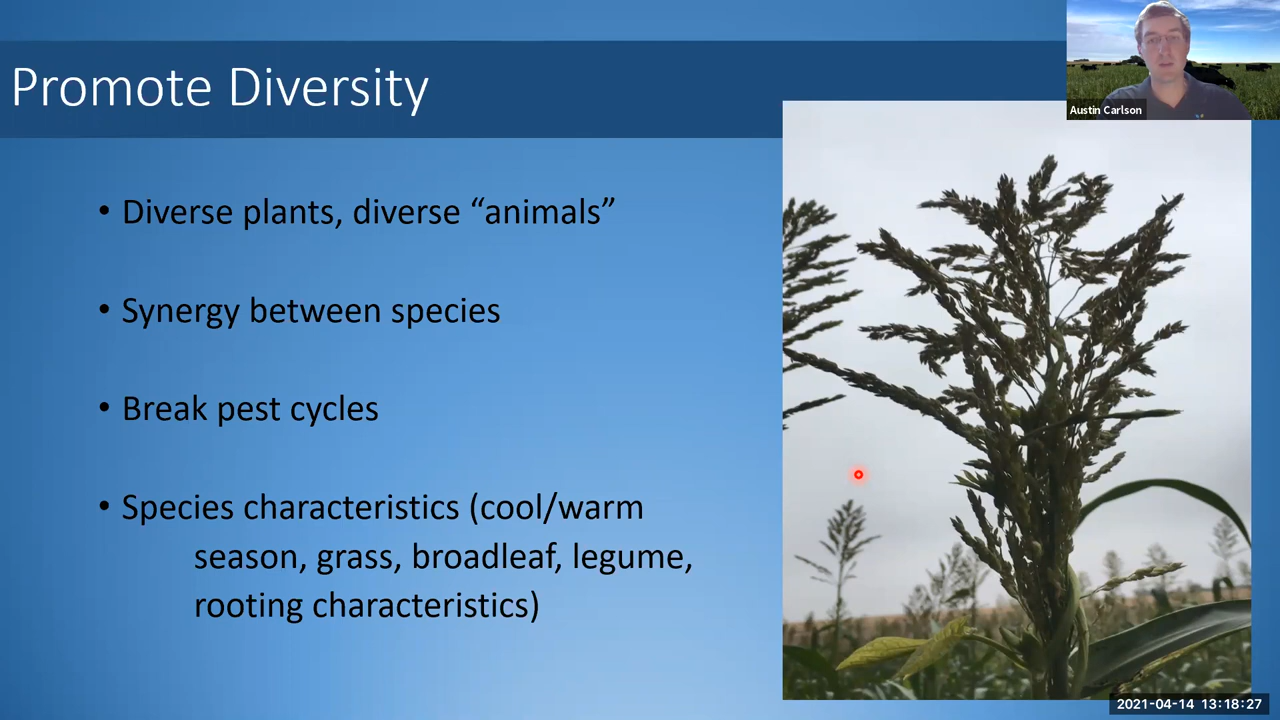 Promote Diversity
Austin Carlson
• Diverse plants, diverse “animals”
• Synergy between species
• Break pest cycles
• Species characteristics (cool/warm
season, grass, broadleaf, legume,
rooting characteristics)
2021-04-14 13:18:27